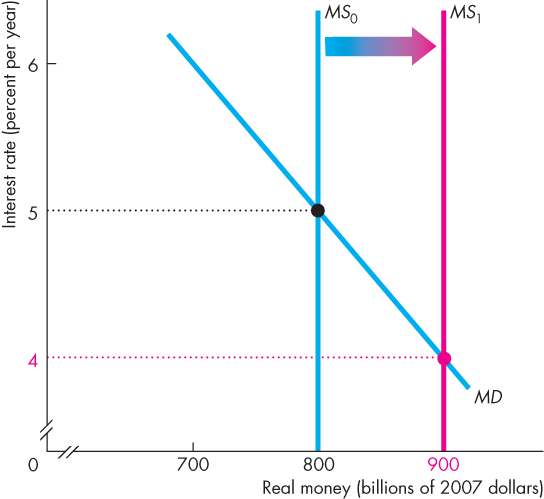 MS0 MS1
Interest rate (percent per year)
6
5
4
MD
0 700 800 900
Real money (billions of 2007 dollars)